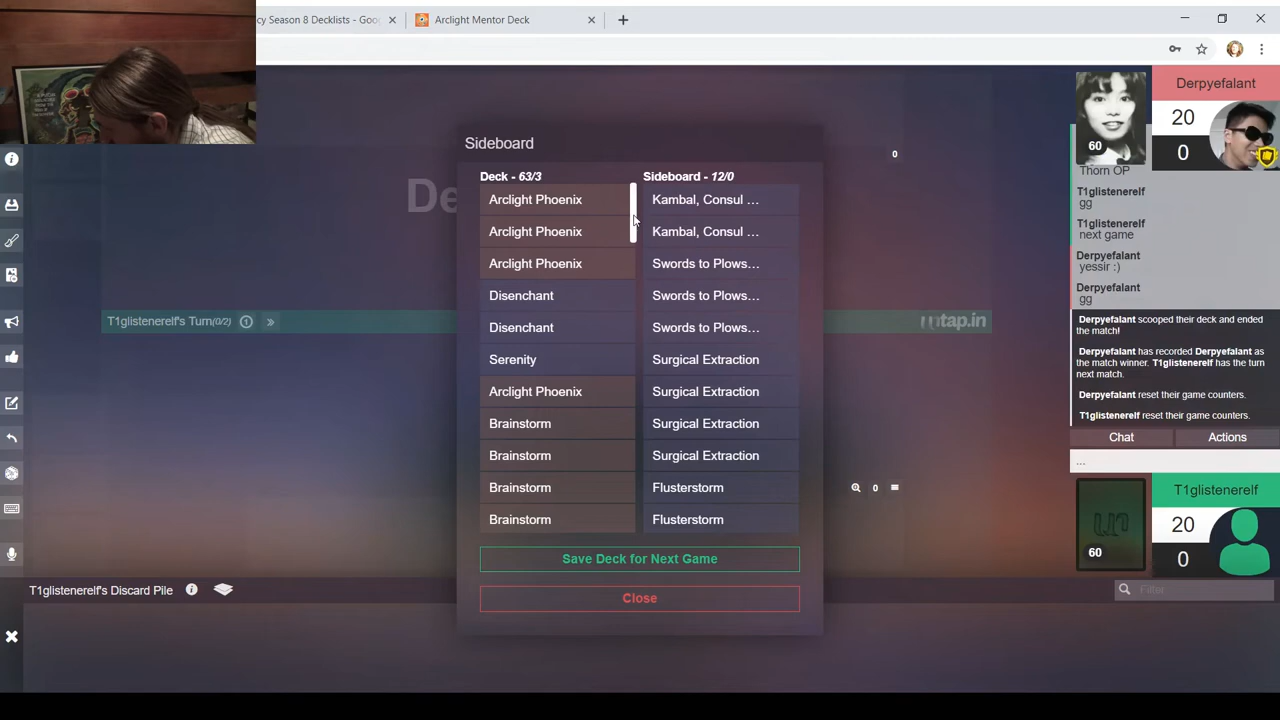 cy Season 8 Decklists - Goo
Arclight Mentor Deck
Derpyefalant
20
0
60
0
De
Sideboard
Deck - 63/3
Sideboard - 12/0
Arclight Phoenix
Kambal, Consul ...
Arclight Phoenix
Kambal, Consul ...
Arclight Phoenix
Swords to Plows...
Disenchant
Swords to Plows...
Disenchant
Swords to Plows...
Serenity
Surgical Extraction
Arclight Phoenix
Surgical Extraction
Brainstorm
Surgical Extraction
Brainstorm
Surgical Extraction
Brainstorm
Flusterstorm
Brainstorm
Flusterstorm
Save Deck for Next Game
Close
T1glistenerelf's Turn(0/2)
untap.in
0
Thorn OP
T1glistenerelf
gg
T1glistenerelf
next game
Derpyefalant
yessir :)
Derpyefalant
gg
Derpyefalant scooped their deck and ended
the match!
Derpyefalant has recorded Derpyefalant as
the match winner. T1glistenerelf has the turn
next match.
Derpyefalant reset their game counters.
T1glistenerelf reset their game counters.
Chat
Actions
...
T1glistenerelf
20
0
60
T1glistenerelf's Discard Pile
Filter